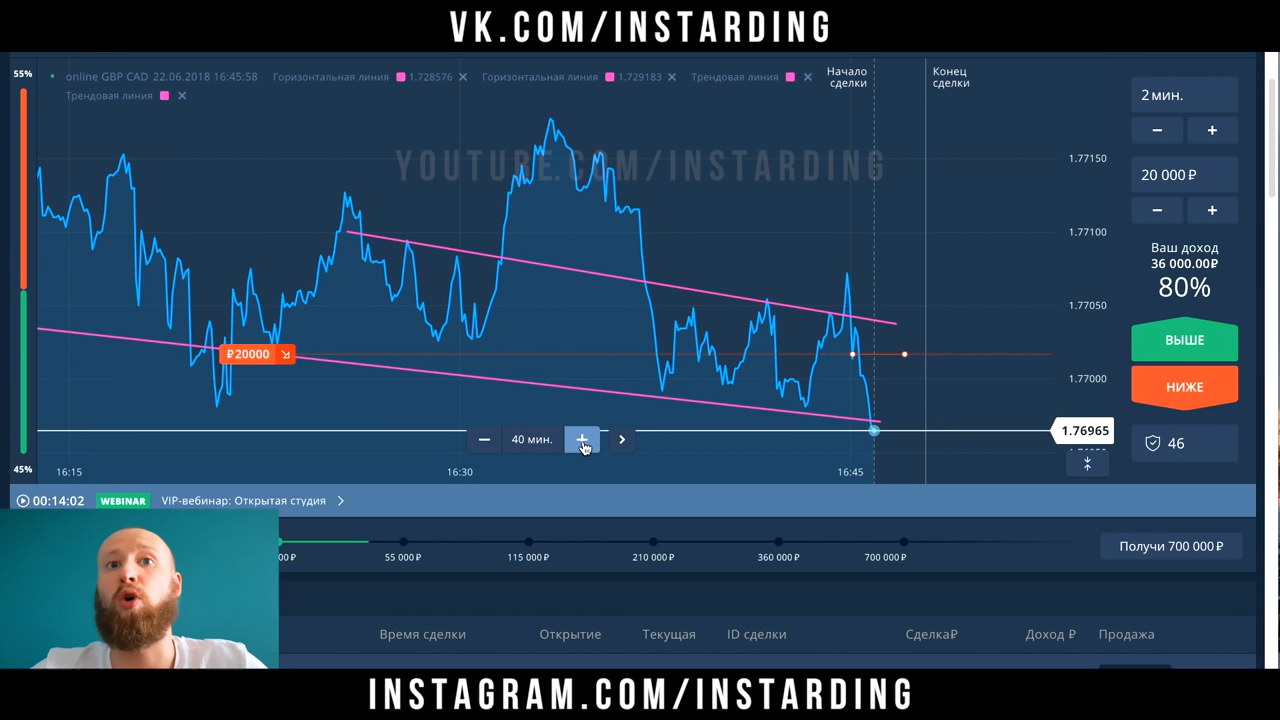 VK.COM/INSTARDING
55%
online GBP CAD 22.06.2018 16:45:58 Горизонтальная линия 1.728576 Горизонтальная линия 1.729183 Трендовая линия
Трендовая линия
Начало сделки
Конец сделки
YOUTUBE.COM/INSTARDING
1.77150
1.77100
1.77050
1.77000
1.76965
₽20000
40 мин.
16:15 16:30 16:45
45%
2 мин.
20 000 ₽
Ваш доход
36 000.00₽
80%
ВЫШЕ
НИЖЕ
46
00:14:02 WEBINAR VIP-вебинар: Открытая студия
55 000 ₽ 115 000 ₽ 210 000 ₽ 360 000 ₽ 700 000 ₽
Получи 700 000 ₽
Время сделки Открытие Текущая ID сделки Сделка₽ Доход ₽ Продажа
INSTAGRAM.COM/INSTARDING